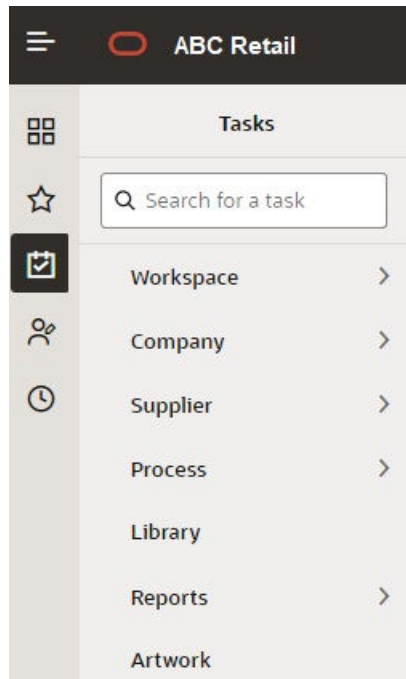 ABC Retail
Tasks
Search for a task
Workspace
Company
Supplier
Process
Library
Reports
Artwork